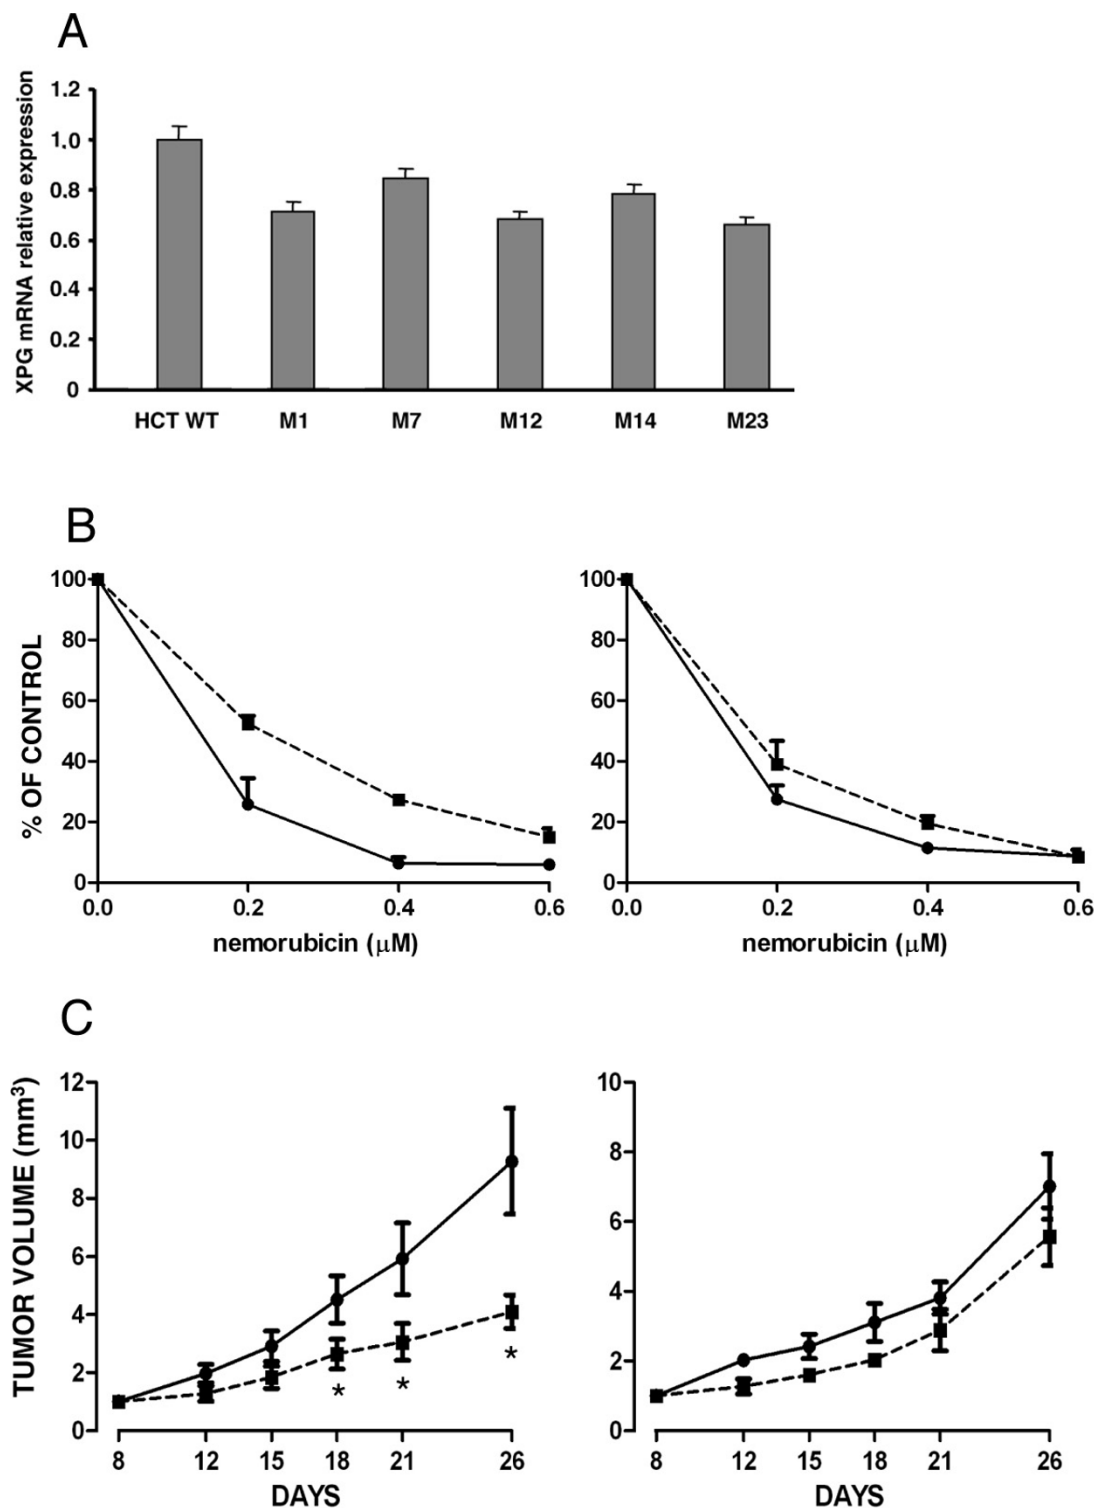 A
XPG mRNA relative expression
1.2
1.0
0.8
0.6
0.4
0.2
0
HCT WT M1 M7 M12 M14 M23
B
% OF CONTROL
100
80
60
40
20
0
0.0 0.2 0.4 0.6
nemorubicin (μM)
100
80
60
40
20
0
0.0 0.2 0.4 0.6
nemorubicin (μM)
C
TUMOR VOLUME (mm³)
12
10
8
6
4
2
0
* * *
8 12 15 18 21 26
DAYS
10
8
6
4
2
0
8 12 15 18 21 26
DAYS